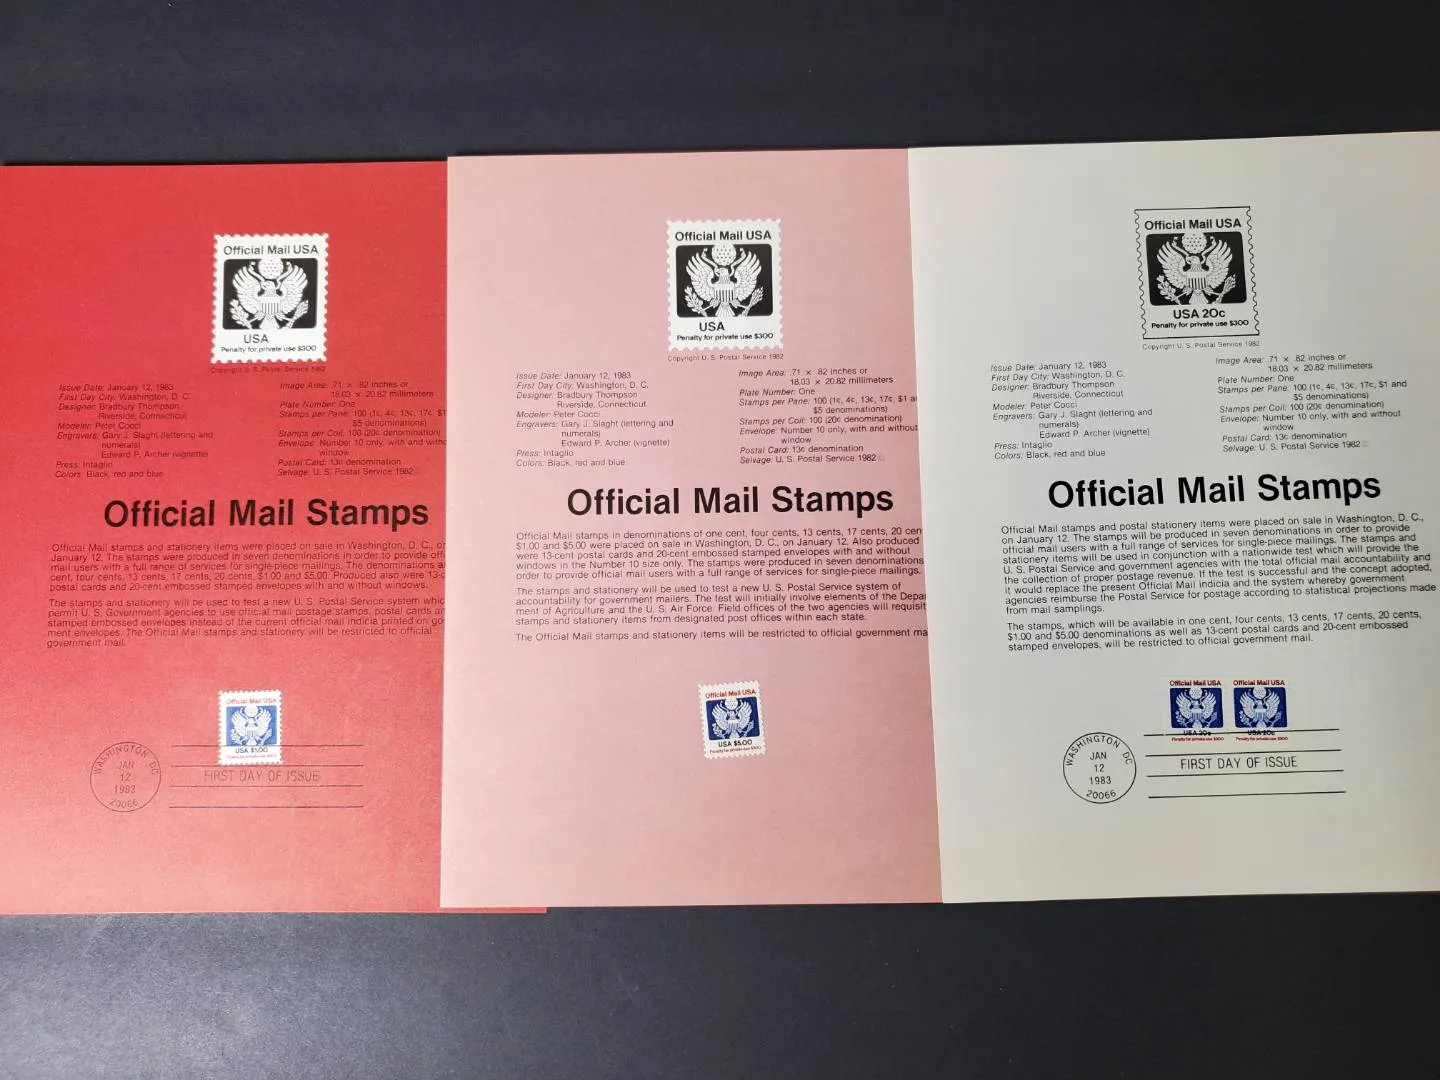 Official Mail USA
USA
Penalty for private use $300
Copyright U. S. Postal Service 1982
Issue Date: January 12, 1983
First Day City: Washington, D. C.
Designer: Bradbury Thompson
Riverside, Connecticut
Modeler: Peter Cocci
Engravers: Gary J. Slaght (lettering and
numerals)
Edward P. Archer (vignette)
Press: Intaglio
Colors: Black, red and blue
Image Area: .71 × .82 inches or
18.03 × 20.82 millimeters
Plate Number: One
Stamps per Pane: 100 (1¢, 4¢, 13¢, 17¢, $1
$5 denominations)
Stamps per Coil: 100 (20¢ denomination)
Envelope: Number 10 only, with and
window
Postal Card: 13¢ denomination
Selvage: U. S. Postal Service 1982 ©
Official Mail Stamps
Official Mail stamps and stationery items were placed on sale in Washington, D. C., on
January 12. The stamps were produced in seven denominations in order to provide
mail users with a full range of services for single-piece mailings. The denominations
cent, four cents, 13 cents, 17 cents, 20 cents, $1.00 and $5.00. Produced also were
postal cards and 20-cent embossed stamped envelopes with and without windows.
The stamps and stationery will be used to test a new U. S. Postal Service system
permit U. S. Government agencies to use official mail postage stamps, postal cards
stamped embossed envelopes instead of the current official mail indicia printed on
ment envelopes. The Official Mail stamps and stationery will be restricted to official
government mail.
Official Mail USA
USA $1.00
Penalty for private use $300
WASHINGTON DC
JAN
12
1983
20066
FIRST DAY OF ISSUE
Official Mail USA
USA
Penalty for private use $300
Copyright U. S. Postal Service 1982
Issue Date: January 12, 1983
First Day City: Washington, D. C.
Designer: Bradbury Thompson
Riverside, Connecticut
Modeler: Peter Cocci
Engravers: Gary J. Slaght (lettering and
numerals)
Edward P. Archer (vignette)
Press: Intaglio
Colors: Black, red and blue
Image Area: .71 × .82 inches or
18.03 × 20.82 millimeters
Plate Number: One
Stamps per Pane: 100 (1¢, 4¢, 13¢, 17¢, $1
$5 denominations)
Stamps per Coil: 100 (20¢ denomination)
Envelope: Number 10 only, with and without
window
Postal Card: 13¢ denomination
Selvage: U. S. Postal Service 1982 ©
Official Mail Stamps
Official Mail stamps in denominations of one cent, four cents, 13 cents, 17 cents, 20
$1.00 and $5.00 were placed on sale in Washington, D. C., on January 12. Also produced
were 13-cent postal cards and 20-cent embossed stamped envelopes with and without
windows in the Number 10 size only. The stamps were produced in seven denominations
order to provide official mail users with a full range of services for single-piece mailings.
The stamps and stationery will be used to test a new U. S. Postal Service system of
accountability for government mailers. The test will initially involve elements of the Depart
ment of Agriculture and the U. S. Air Force. Field offices of the two agencies will requisit
stamps and stationery items from designated post offices within each state.
The Official Mail stamps and stationery items will be restricted to official government
Official Mail USA
USA $5.00
Penalty for private use $300
Official Mail USA
USA 20c
Penalty for private use $300
Copyright U. S. Postal Service 1982
Issue Date: January 12, 1983
First Day City: Washington, D. C.
Designer: Bradbury Thompson
Riverside, Connecticut
Modeler: Peter Cocci
Engravers: Gary J. Slaght (lettering and
numerals)
Edward P. Archer (vignette)
Press: Intaglio
Colors: Black, red and blue
Image Area: .71 × .82 inches or
18.03 × 20.82 millimeters
Plate Number: One
Stamps per Pane: 100 (1¢, 4¢, 13¢, 17¢, $1 and
$5 denominations)
Stamps per Coil: 100 (20¢ denomination)
Envelope: Number 10 only, with and without
window
Postal Card: 13¢ denomination
Selvage: U. S. Postal Service 1982 ©
Official Mail Stamps
Official Mail stamps and postal stationery items were placed on sale in Washington, D. C.,
on January 12. The stamps will be produced in seven denominations in order to provide
official mail users with a full range of services for single-piece mailings. The stamps and
stationery items will be used in conjunction with a nationwide test which will provide the
U. S. Postal Service and government agencies with the total official mail accountability and
the collection of proper postage revenue. If the test is successful and the concept adopted,
it would replace the present Official Mail indicia and the system whereby government
agencies reimburse the Postal Service for postage according to statistical projections made
from mail samplings.
The stamps, which will be available in one cent, four cents, 13 cents, 17 cents, 20 cents,
$1.00 and $5.00 denominations as well as 13-cent postal cards and 20-cent embossed
stamped envelopes, will be restricted to official government mail.
Official Mail USA
USA 20c
Penalty for private use $300
Official Mail USA
USA 20c
Penalty for private use $300
WASHINGTON DC
JAN
12
1983
20066
FIRST DAY OF ISSUE